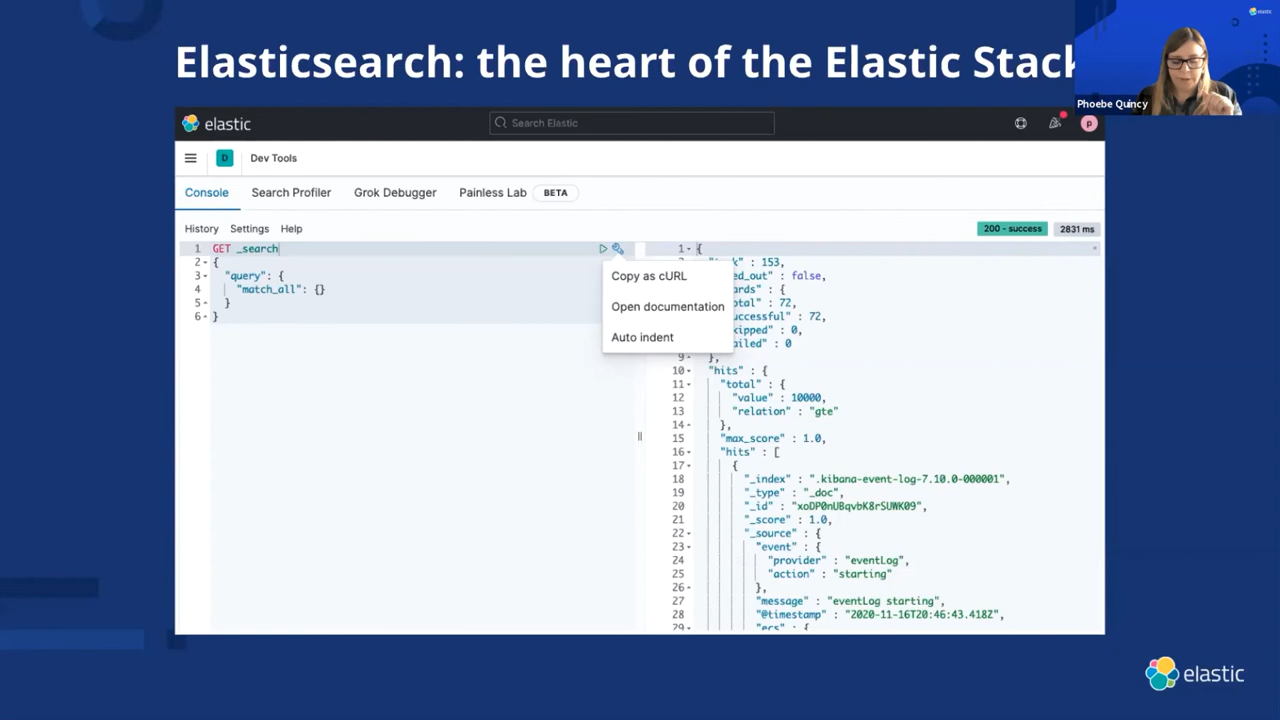 Elasticsearch: the heart of the Elastic Stack
elastic
Phoebe Quincy
elastic
Search Elastic
p
D
Dev Tools
Console
Search Profiler
Grok Debugger
Painless Lab
BETA
History
Settings
Help
200 - success
2831 ms
1 GET _search
2 {
3 "query": {
4 "match_all": {}
5 }
6 }
Copy as cURL
Open documentation
Auto indent
1 {
: 153,
ed_out" : false,
: {
: 72,
: 72,
: 0,
: 0
9 },
10 "hits" : {
11 "total" : {
12 "value" : 10000,
13 "relation" : "gte"
14 },
15 "max_score" : 1.0,
16 "hits" : [
17 {
18 "_index" : ".kibana-event-log-7.10.0-000001",
19 "_type" : "_doc",
20 "_id" : "xoDP0nUBqvbK8rSUWK09",
21 "_score" : 1.0,
22 "_source" : {
23 "event" : {
24 "provider" : "eventLog",
25 "action" : "starting"
26 },
27 "message" : "eventLog starting",
28 "@timestamp" : "2020-11-16T20:46:43.418Z",
29 "ecs" : {
elastic